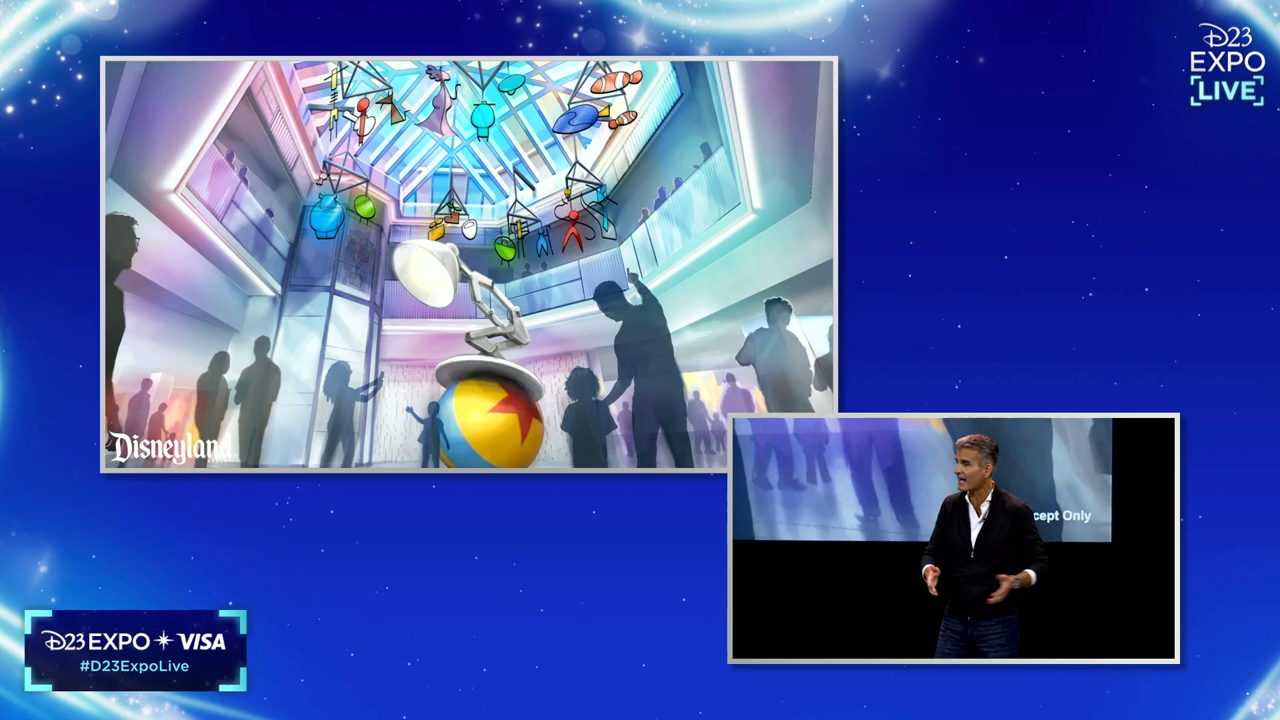 D23
EXPO
LIVE
Disneyland
cept Only
D23 EXPO VISA
#D23ExpoLive